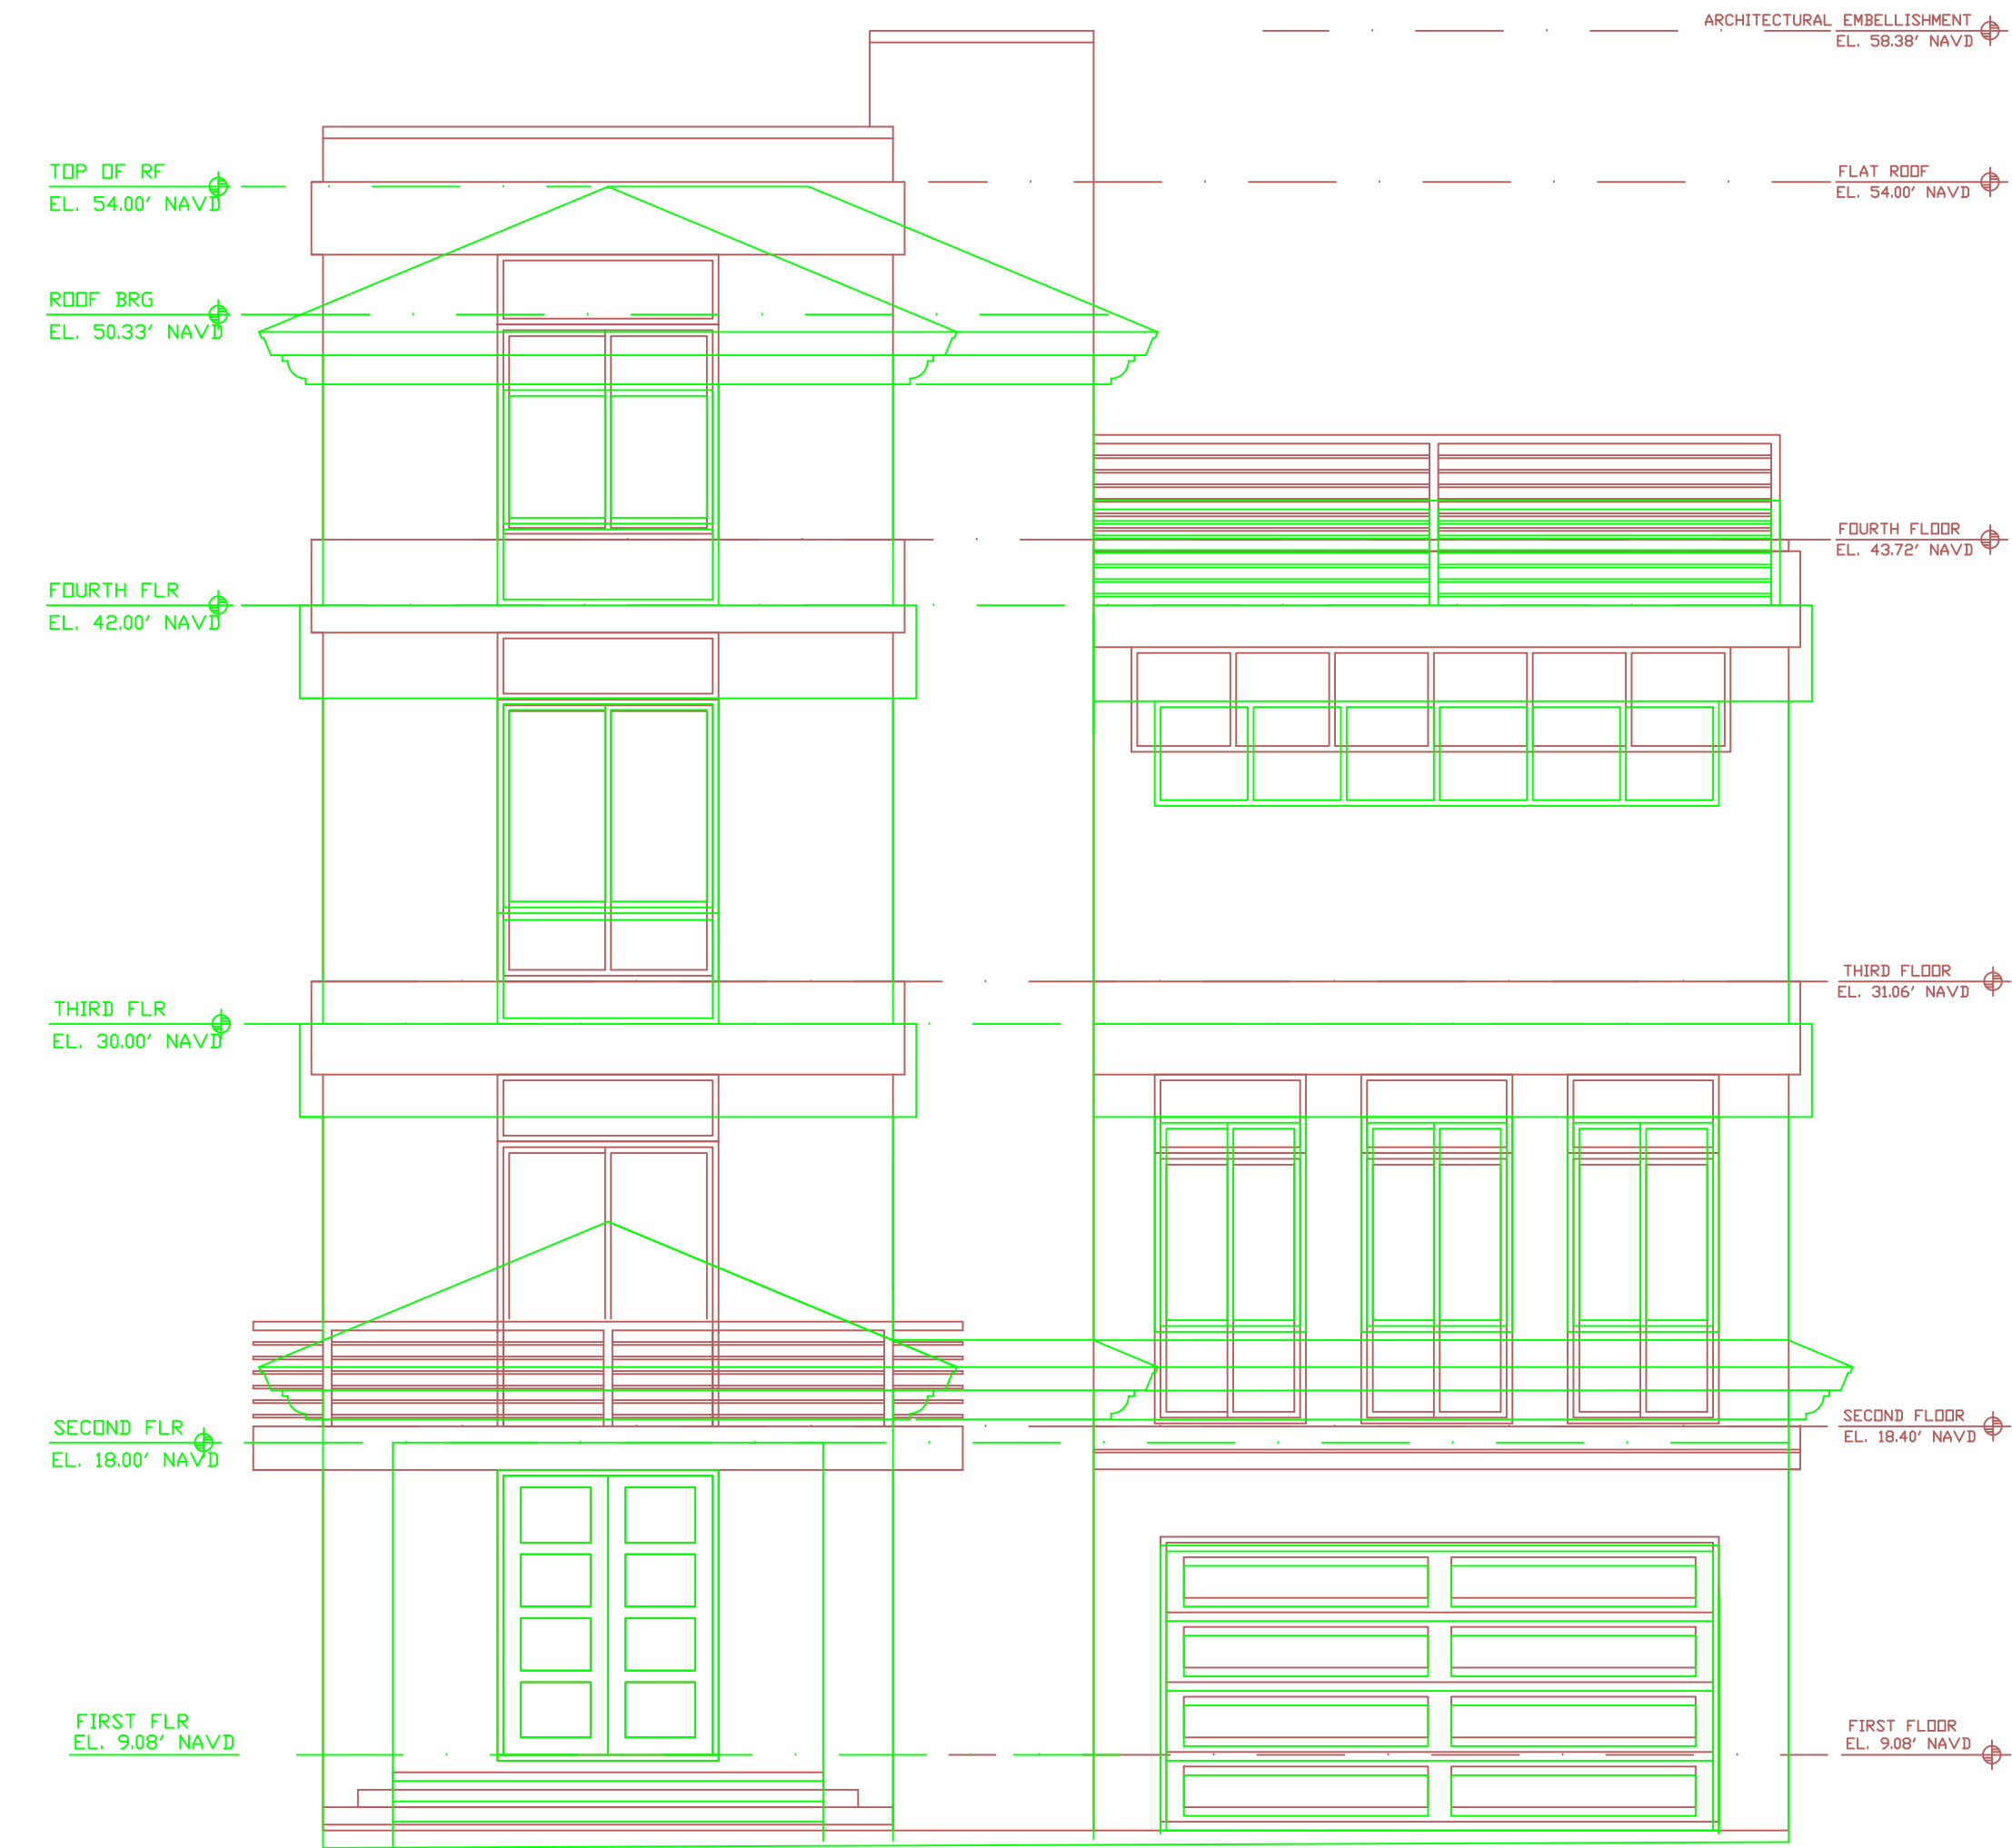 ARCHITECTURAL EMBELLISHMENT
EL. 58.38' NAVD
TOP OF RF
EL. 54.00' NAVD
FLAT ROOF
EL. 54.00' NAVD
ROOF BRG
EL. 50.33' NAVD
FOURTH FLOOR
EL. 43.72' NAVD
FOURTH FLR
EL. 42.00' NAVD
THIRD FLOOR
EL. 31.06' NAVD
THIRD FLR
EL. 30.00' NAVD
SECOND FLOOR
EL. 18.40' NAVD
SECOND FLR
EL. 18.00' NAVD
FIRST FLR
EL. 9.08' NAVD
FIRST FLOOR
EL. 9.08' NAVD